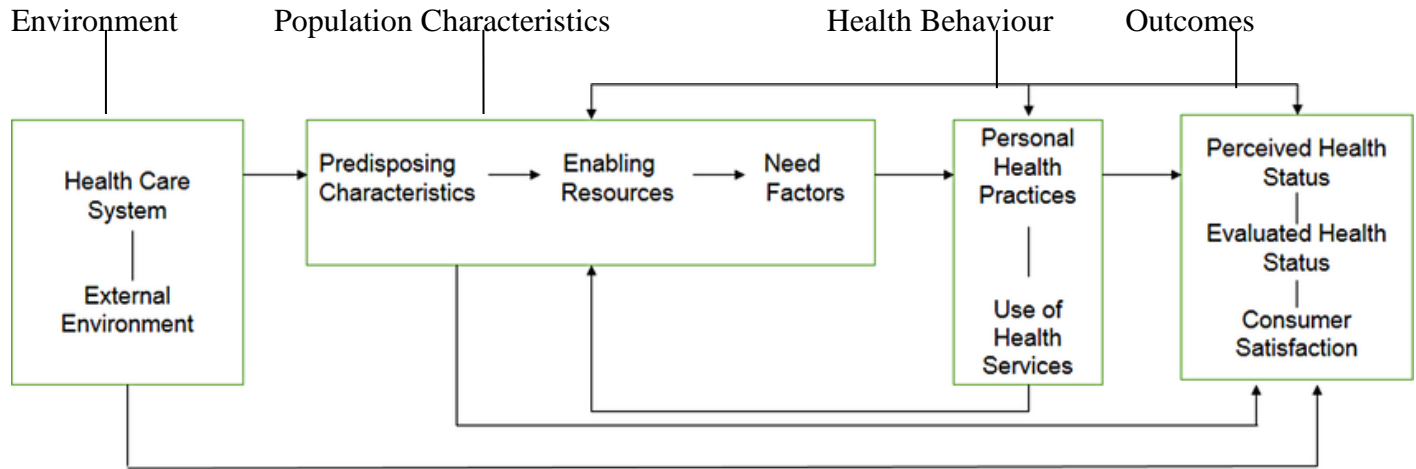 Environment
Population Characteristics
Health Behaviour
Outcomes
Health Care
System
External
Environment
Predisposing
Characteristics
Enabling
Resources
Need
Factors
Personal
Health
Practices
Use of
Health
Services
Perceived Health
Status
Evaluated Health
Status
Consumer
Satisfaction